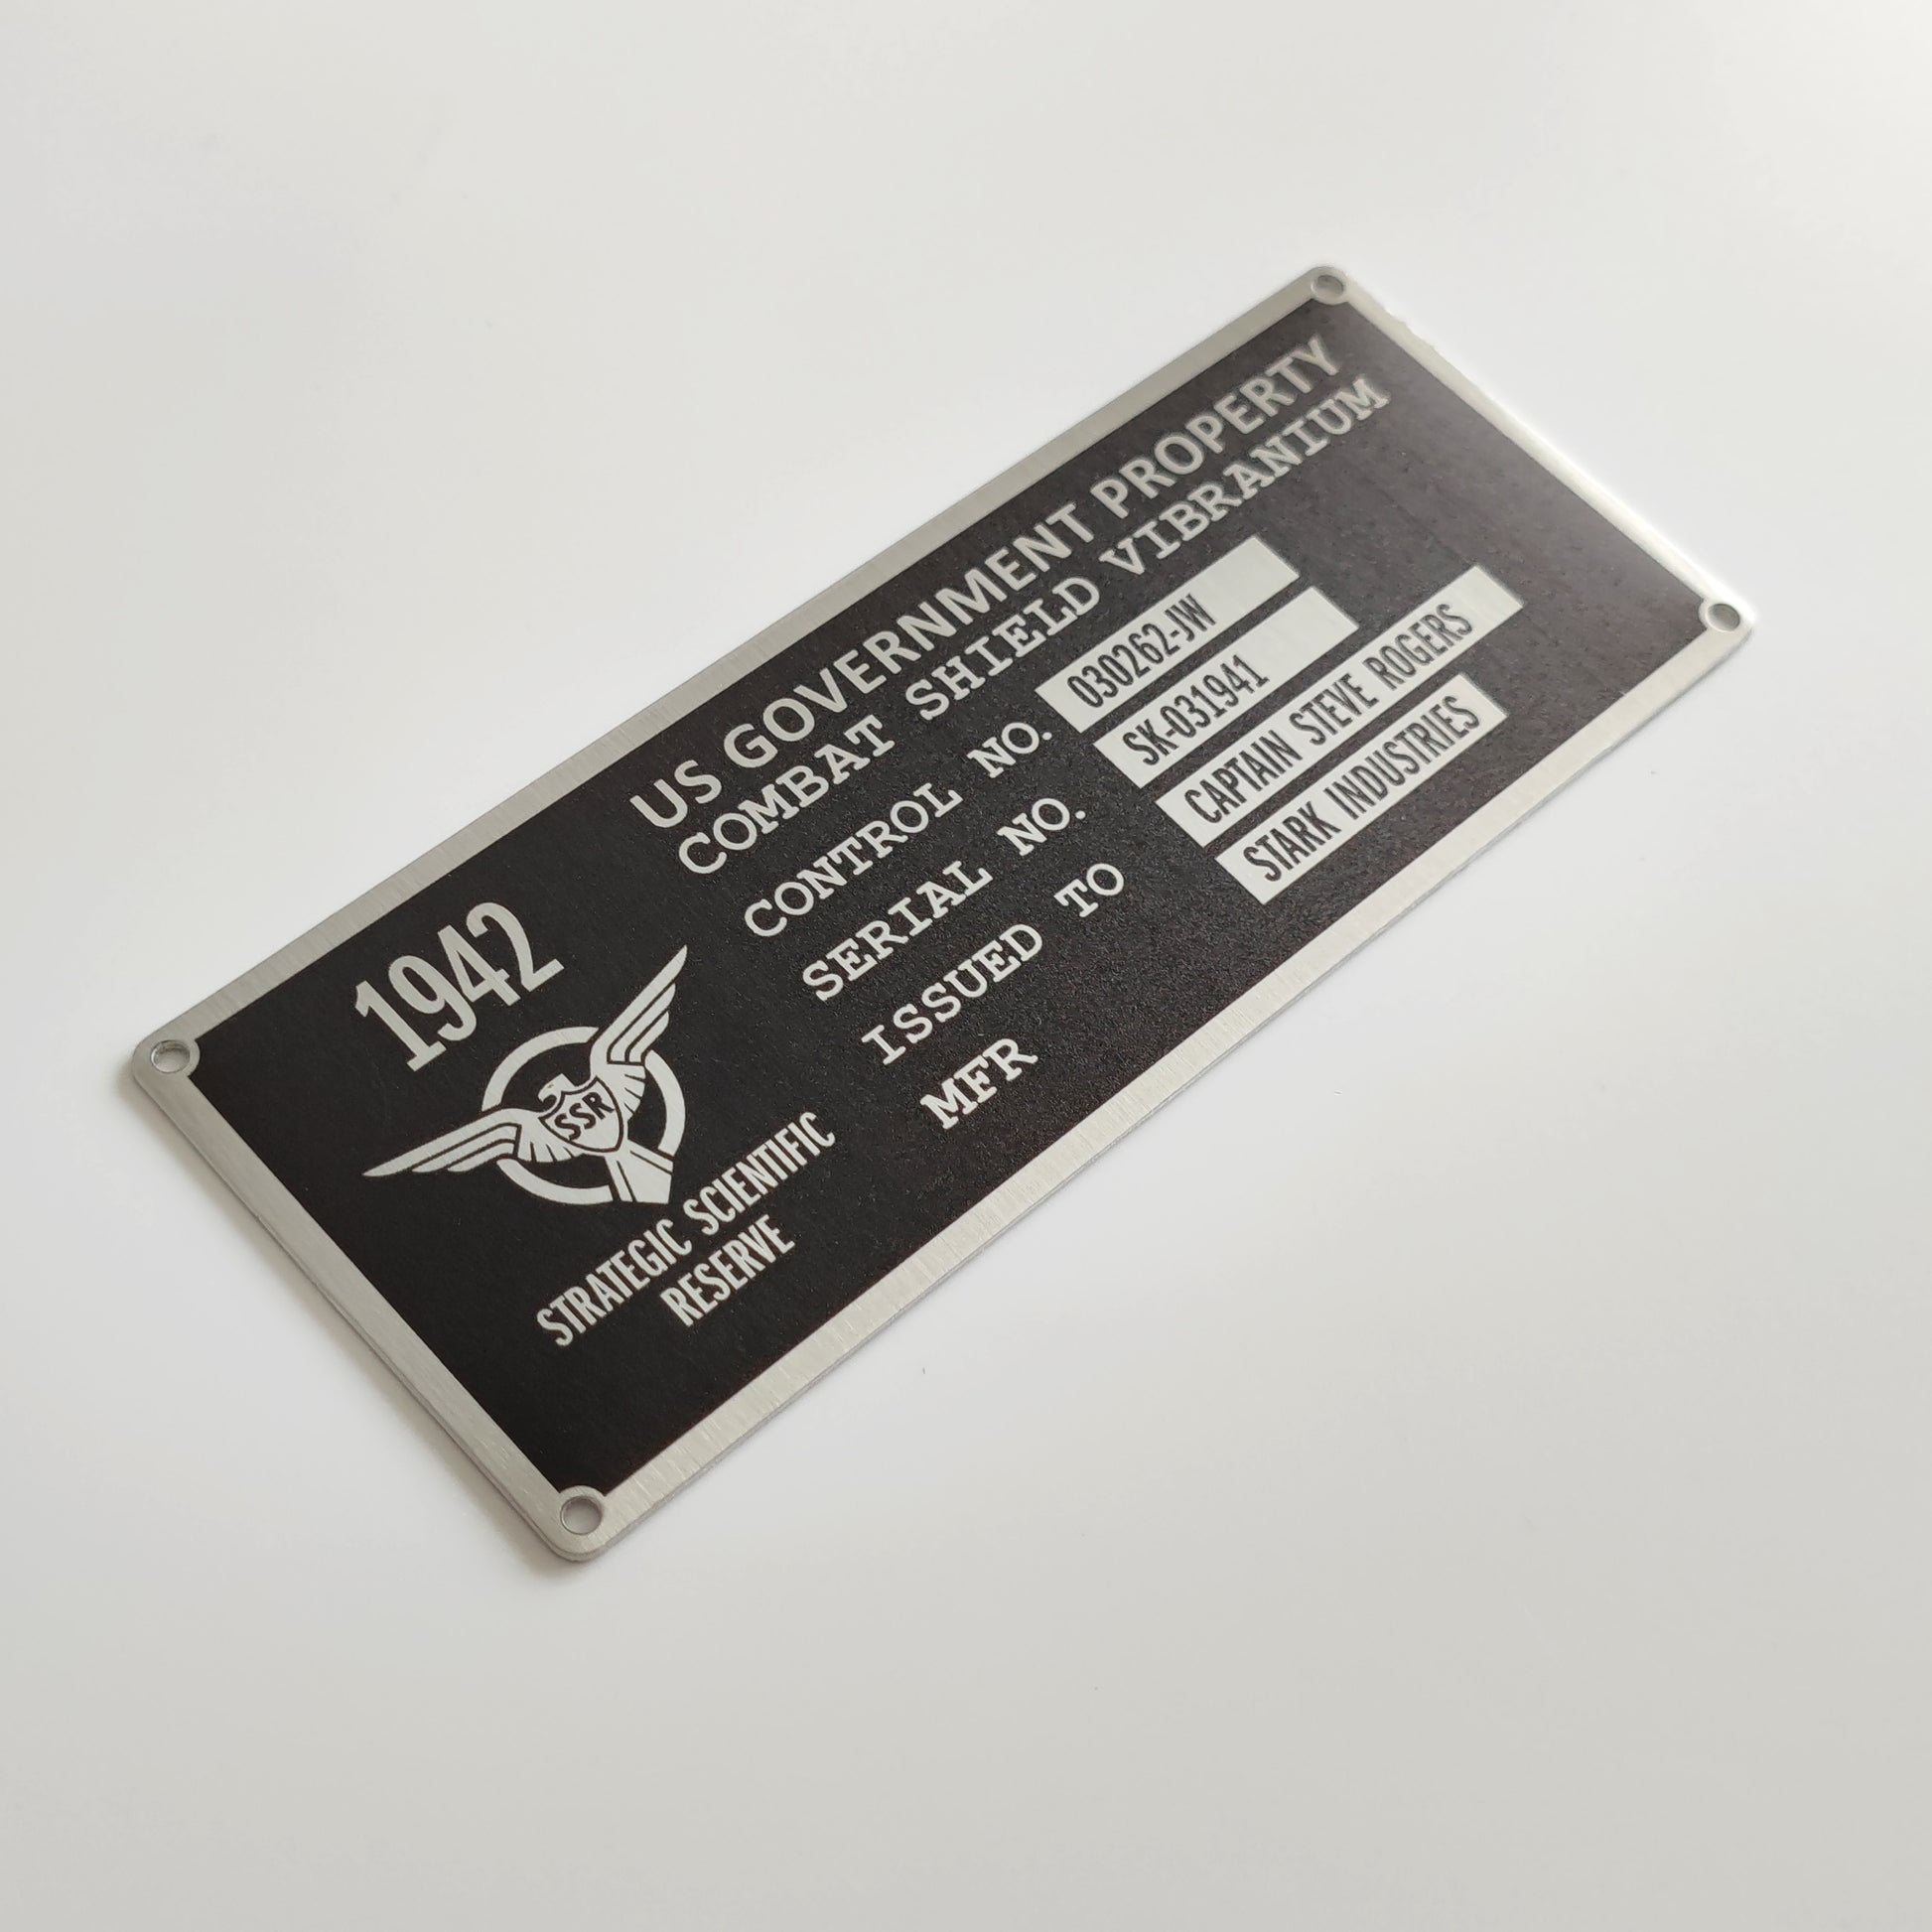 US GOVERNMENT PROPERTY
COMBAT SHIELD VIBRANIUM
1942
SSR
STRATEGIC SCIENTIFIC
RESERVE
CONTROL NO. 030262-JW
SERIAL NO. SK-031941
ISSUED TO CAPTAIN STEVE ROGERS
MFR STARK INDUSTRIES